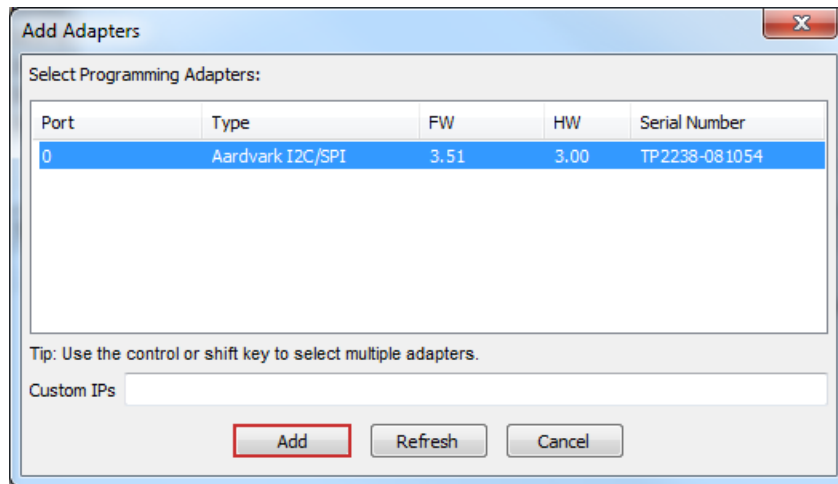 Add Adapters
Select Programming Adapters:
Port Type FW HW Serial Number
0 Aardvark I2C/SPI 3.51 3.00 TP2238-081054
Tip: Use the control or shift key to select multiple adapters.
Custom IPs
Add Refresh Cancel